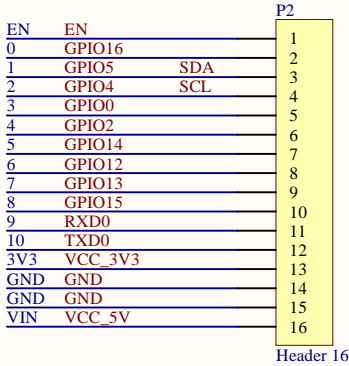 P2
EN EN 1
0 GPIO16 2
1 GPIO5 SDA 3
2 GPIO4 SCL 4
3 GPIO0 5
4 GPIO2 6
5 GPIO14 7
6 GPIO12 8
7 GPIO13 9
8 GPIO15 10
9 RXD0 11
10 TXD0 12
3V3 VCC_3V3 13
GND GND 14
GND GND 15
VIN VCC_5V 16
Header 16